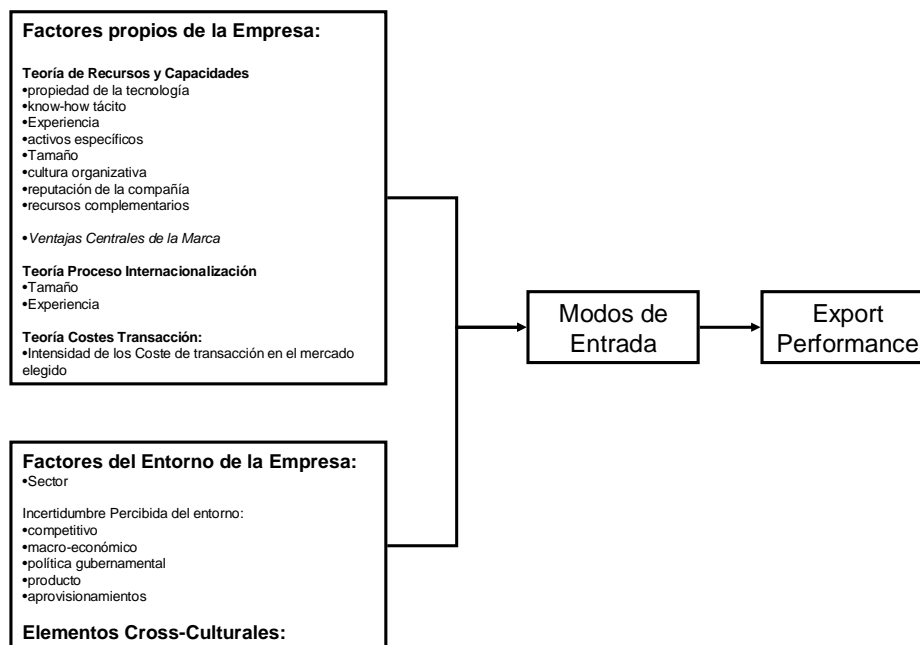 Factores propios de la Empresa:
Teoría de Recursos y Capacidades
•propiedad de la tecnología
•know-how tácito
•Experiencia
•activos específicos
•Tamaño
•cultura organizativa
•reputación de la compañía
•recursos complementarios
•Ventajas Centrales de la Marca
Teoría Proceso Internacionalización
•Tamaño
•Experiencia
Teoría Costes Transacción:
•Intensidad de los Coste de transacción en el mercado
elegido
Modos de
Entrada
Export
Performance
Factores del Entorno de la Empresa:
•Sector
Incertidumbre Percibida del entorno:
•competitivo
•macro-económico
•política gubernamental
•producto
•aprovisionamientos
Elementos Cross-Culturales: